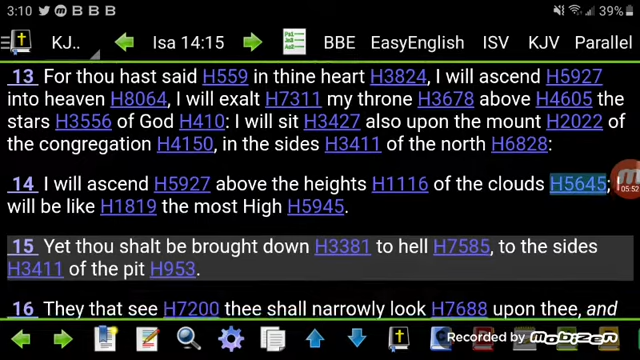 3:10 B B B 39%
KJ... Isa 14:15 BBE EasyEnglish ISV KJV Parallel
13 For thou hast said H559 in thine heart H3824, I will ascend H5927
into heaven H8064, I will exalt H7311 my throne H3678 above H4605 the
stars H3556 of God H410: I will sit H3427 also upon the mount H2022 of
the congregation H4150, in the sides H3411 of the north H6828:
14 I will ascend H5927 above the heights H1116 of the clouds H5645; I
05:52
will be like H1819 the most High H5945.
15 Yet thou shalt be brought down H3381 to hell H7585, to the sides
H3411 of the pit H953.
16 They that see H7200 thee shall narrowly look H7688 upon thee, and
Recorded by mobizen